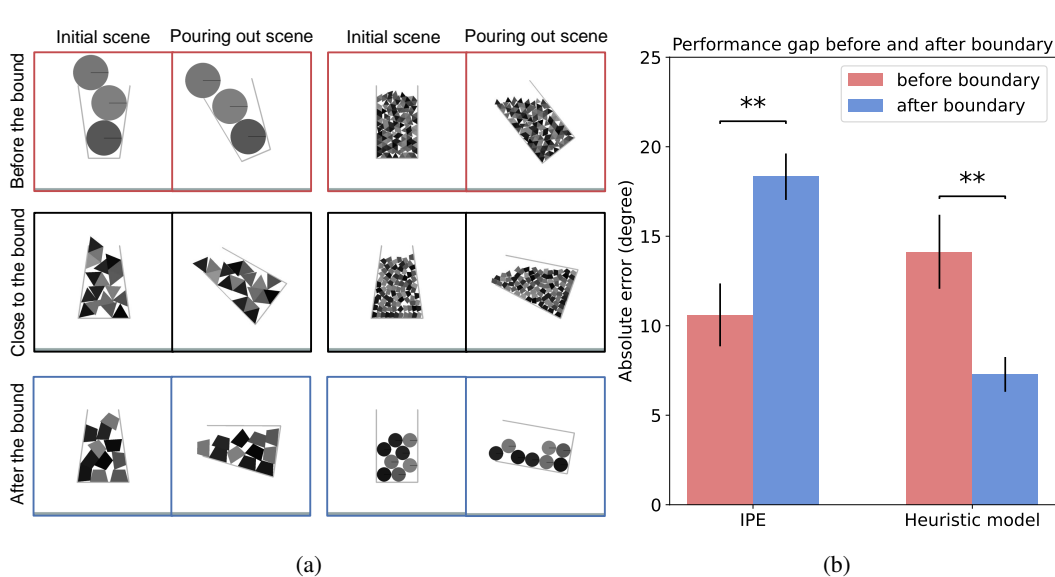 Initial scene Pouring out scene Initial scene Pouring out scene
Before the bound
Close to the bound
After the bound
(a)
Performance gap before and after boundary
before boundary
after boundary
**
**
Absolute error (degree)
25
20
15
10
5
0
IPE Heuristic model
(b)